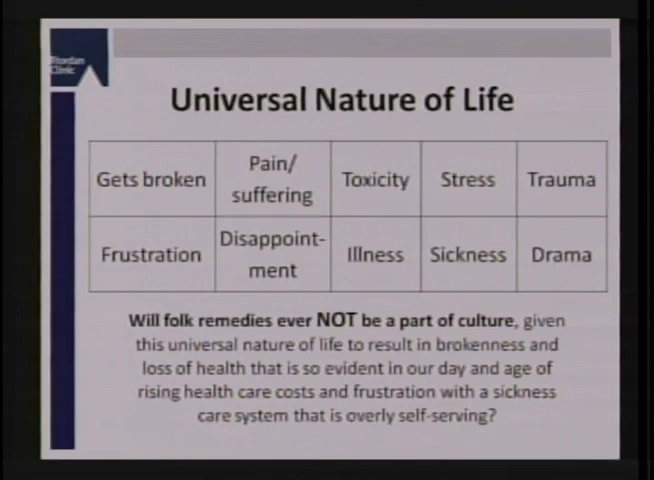 Riordan
Clinic
Universal Nature of Life
Gets broken
Pain/
suffering
Toxicity
Stress
Trauma
Frustration
Disappoint-
ment
Illness
Sickness
Drama
Will folk remedies ever NOT be a part of culture, given
this universal nature of life to result in brokenness and
loss of health that is so evident in our day and age of
rising health care costs and frustration with a sickness
care system that is overly self-serving?